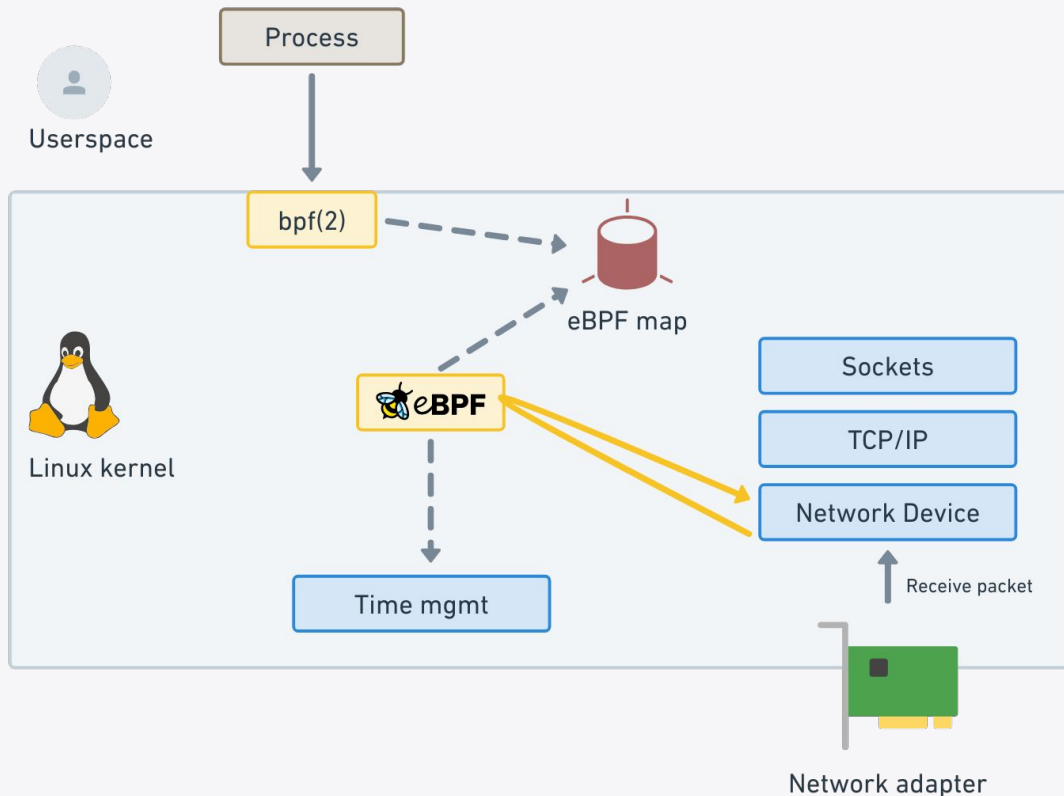 Process
Userspace
bpf(2)
eBPF map
Sockets
eBPF
TCP/IP
Linux kernel
Network Device
Receive packet
Time mgmt
Network adapter